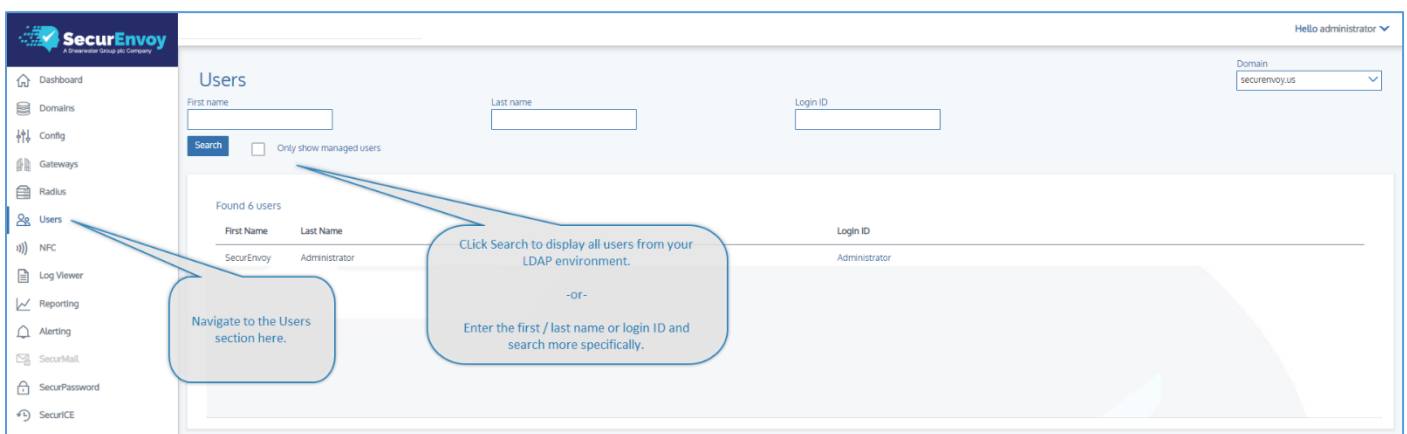 SecurEnvoy
A Shearwater Group plc Company
Hello administrator
Dashboard
Domains
Config
Gateways
Radius
Users
NFC
Log Viewer
Reporting
Alerting
SecurMail
SecurPassword
SecurICE
Users
Domain
securenvoy.us
First name
Last name
Login ID
Search
Only show managed users
Found 6 users
First Name Last Name Login ID
SecurEnvoy Administrator Administrator
Navigate to the Users
section here.
CLick Search to display all users from your
LDAP environment.
-or-
Enter the first / last name or login ID and
search more specifically.